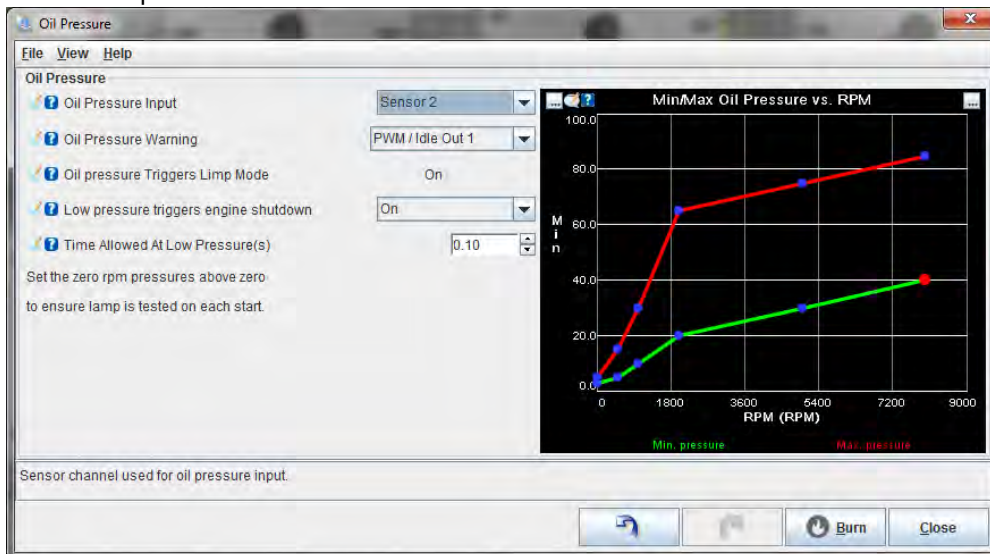 Oil Pressure
File View Help
Oil Pressure
Oil Pressure Input Sensor 2
Oil Pressure Warning PWM / Idle Out 1
Oil pressure Triggers Limp Mode On
Low pressure triggers engine shutdown On
Time Allowed At Low Pressure(s) 0.10
Set the zero rpm pressures above zero
to ensure lamp is tested on each start.
... ? Min/Max Oil Pressure vs. RPM ...
100.0
80.0
60.0
40.0
20.0
0.0
Min
0 1800 3600 5400 7200 9000
RPM (RPM)
Min. pressure Max. pressure
Sensor channel used for oil pressure input.
Burn Close